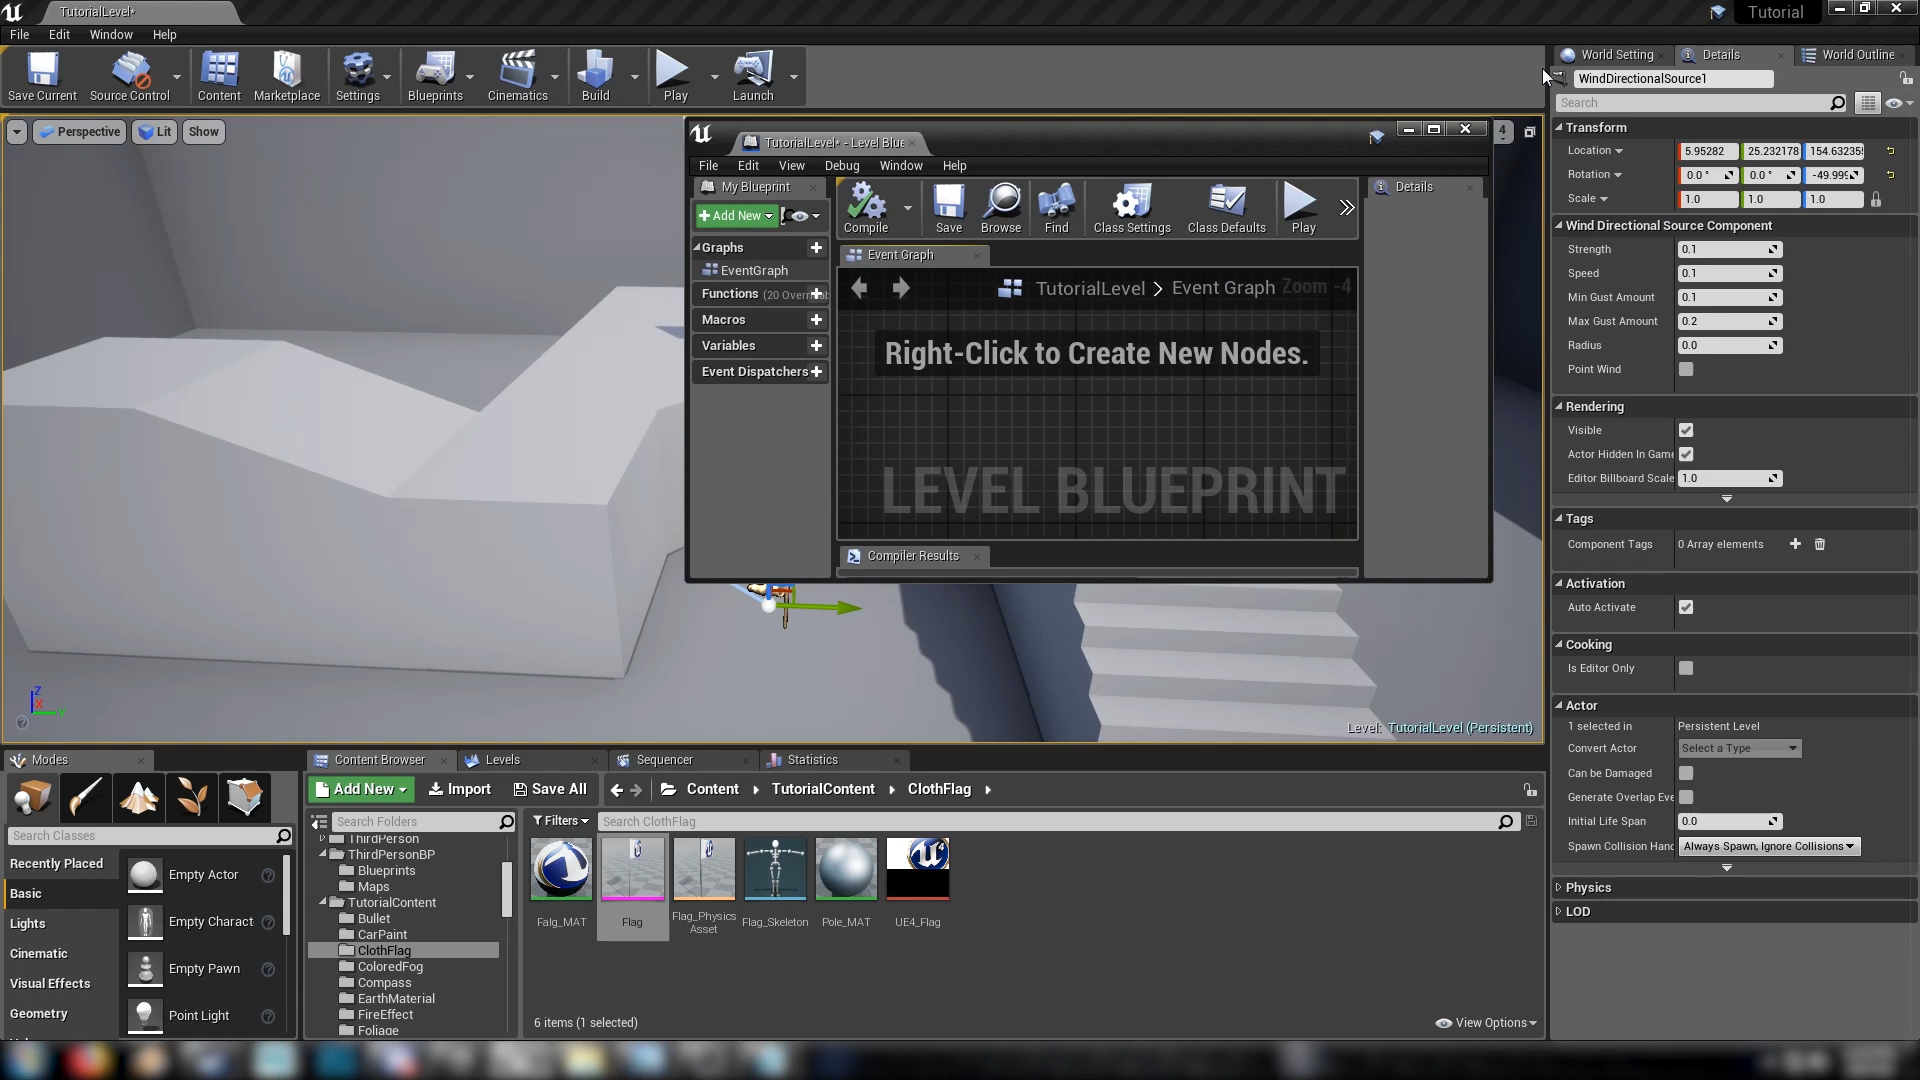 TutorialLevel*
Tutorial
File Edit Window Help
Save Current
Source Control
Content
Marketplace
Settings
Blueprints
Cinematics
Build
Play
Launch
Perspective
Lit
Show
4
TutorialLevel* - Level Blue
File Edit View Debug Window Help
My Blueprint
Add New
Graphs
EventGraph
Functions (20 Overridab
Macros
Variables
Event Dispatchers
Compile
Save
Browse
Find
Class Settings
Class Defaults
Play
Details
Event Graph
TutorialLevel > Event Graph Zoom -4
Right-Click to Create New Nodes.
LEVEL BLUEPRINT
Compiler Results
Z
X
Level: TutorialLevel (Persistent)
World Setting
Details
World Outline
WindDirectionalSource1
Search
Transform
Location 5.95282 25.232178 154.63235
Rotation 0.0 ° 0.0 ° -49.999
Scale 1.0 1.0 1.0
Wind Directional Source Component
Strength 0.1
Speed 0.1
Min Gust Amount 0.1
Max Gust Amount 0.2
Radius 0.0
Point Wind
Rendering
Visible
Actor Hidden In Game
Editor Billboard Scale 1.0
Tags
Component Tags 0 Array elements
Activation
Auto Activate
Cooking
Is Editor Only
Actor
1 selected in Persistent Level
Convert Actor Select a Type
Can be Damaged
Generate Overlap Eve
Initial Life Span 0.0
Spawn Collision Hand Always Spawn, Ignore Collisions
Physics
LOD
Modes
Search Classes
Recently Placed
Basic
Lights
Cinematic
Visual Effects
Geometry
Empty Actor
Empty Charact
Empty Pawn
Point Light
Content Browser
Levels
Sequencer
Statistics
Add New
Import
Save All
Content
TutorialContent
ClothFlag
Search Folders
ThirdPerson
ThirdPersonBP
Blueprints
Maps
TutorialContent
Bullet
CarPaint
ClothFlag
ColoredFog
Compass
EarthMaterial
FireEffect
Foliage
Filters
Search ClothFlag
Falg_MAT
Flag
Flag_Physics
Asset
Flag_Skeleton
Pole_MAT
UE4_Flag
6 items (1 selected)
View Options